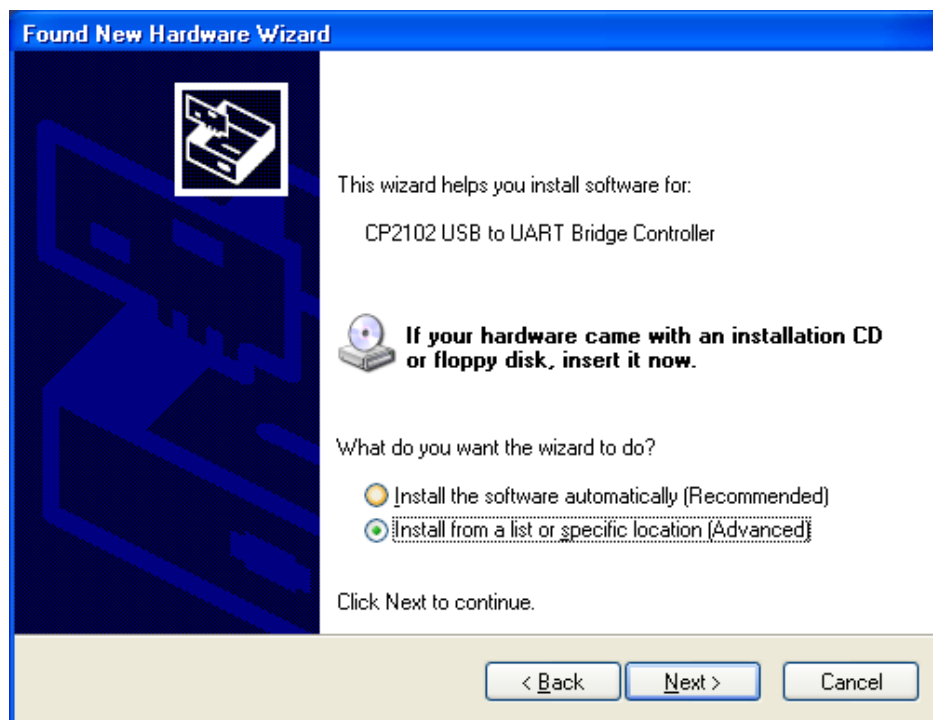 Found New Hardware Wizard
This wizard helps you install software for:
CP2102 USB to UART Bridge Controller
If your hardware came with an installation CD
or floppy disk, insert it now.
What do you want the wizard to do?
Install the software automatically (Recommended)
Install from a list or specific location (Advanced)
Click Next to continue.
< Back Next > Cancel